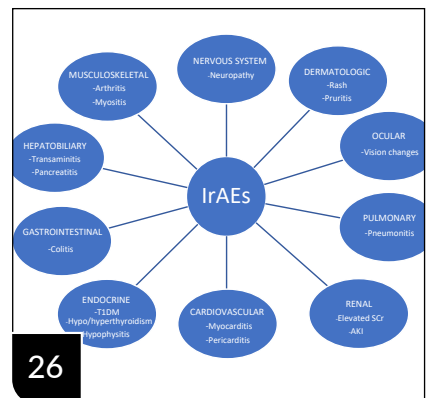 NERVOUS SYSTEM
-Neuropathy
MUSCULOSKELETAL
-Arthritis
-Myositis
DERMATOLOGIC
-Rash
-Pruritis
OCULAR
-Vision changes
HEPATOBILIARY
-Transaminitis
-Pancreatitis
IrAEs
PULMONARY
-Pneumonitis
GASTROINTESTINAL
-Colitis
ENDOCRINE
-T1DM
-Hypo/hyperthyroidism
Hypophysitis
CARDIOVASCULAR
-Myocarditis
-Pericarditis
RENAL
-Elevated SCr
-AKI
26